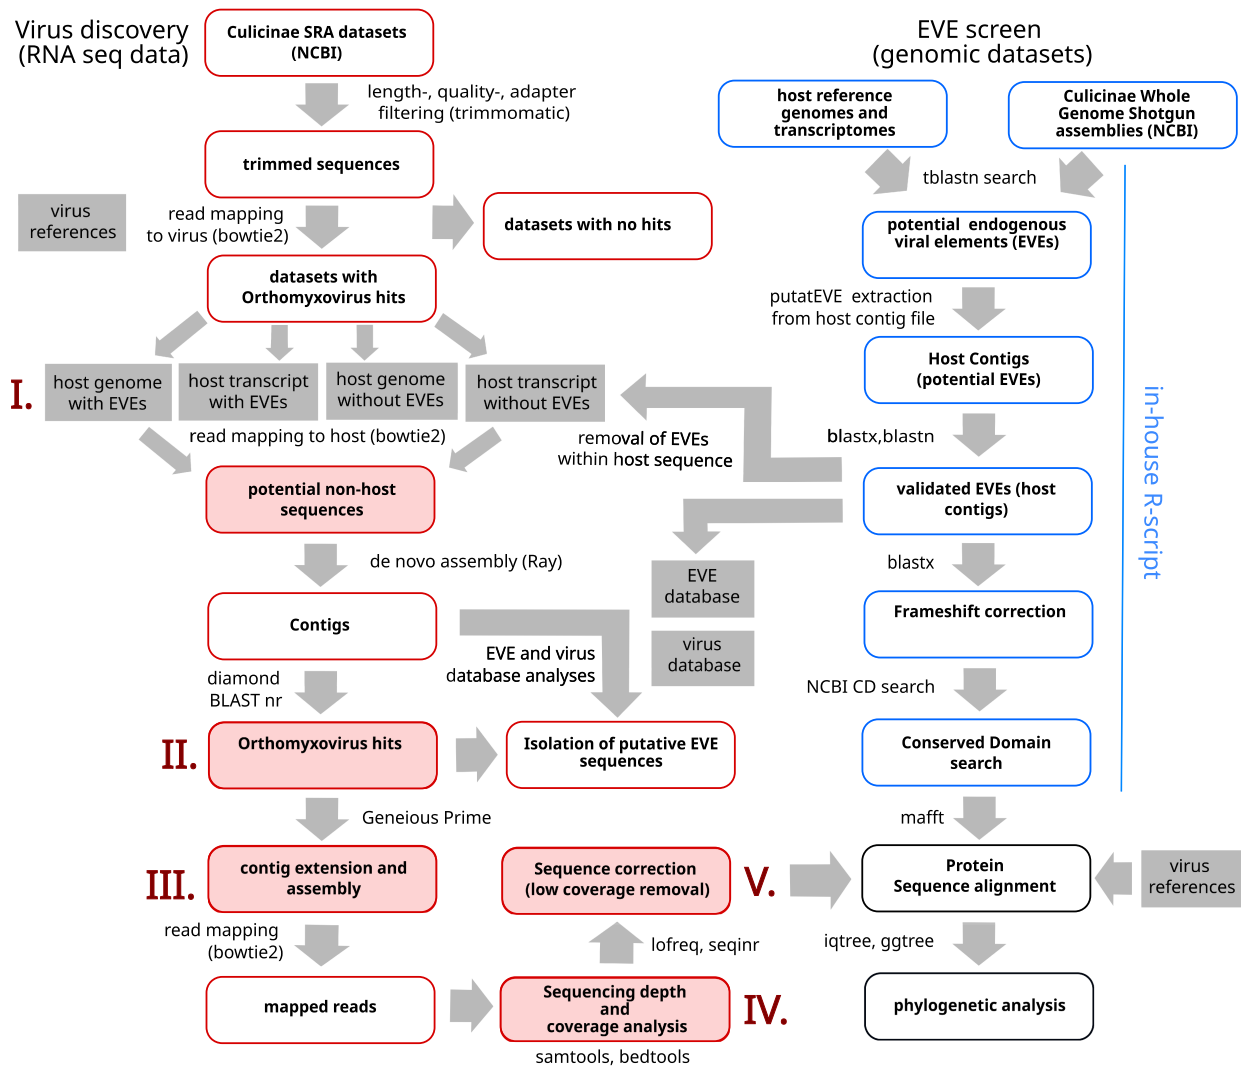 Virus discovery
(RNA seq data)
Culicinae SRA datasets
(NCBI)
length-, quality-, adapter
filtering (trimmomatic)
trimmed sequences
virus
references
read mapping
to virus (bowtie2)
datasets with no hits
datasets with
Orthomyxovirus hits
I.
host genome
with EVEs
host transcript
with EVEs
host genome
without EVEs
host transcript
without EVEs
read mapping to host (bowtie2)
removal of EVEs
within host sequence
potential non-host
sequences
de novo assembly (Ray)
Contigs
EVE and virus
database analyses
EVE
database
virus
database
diamond
BLAST nr
II.
Orthomyxovirus hits
Isolation of putative EVE
sequences
Geneious Prime
III.
contig extension and
assembly
read mapping
(bowtie2)
mapped reads
Sequencing depth
and
coverage analysis
IV.
samtools, bedtools
lofreq, seqinr
Sequence correction
(low coverage removal)
V.
EVE screen
(genomic datasets)
host reference
genomes and
transcriptomes
Culicinae Whole
Genome Shotgun
assemblies (NCBI)
tblastn search
potential endogenous
viral elements (EVEs)
putatEVE extraction
from host contig file
Host Contigs
(potential EVEs)
blastx,blastn
validated EVEs (host
contigs)
blastx
Frameshift correction
NCBI CD search
Conserved Domain
search
in-house R-script
mafft
Protein
Sequence alignment
virus
references
iqtree, ggtree
phylogenetic analysis